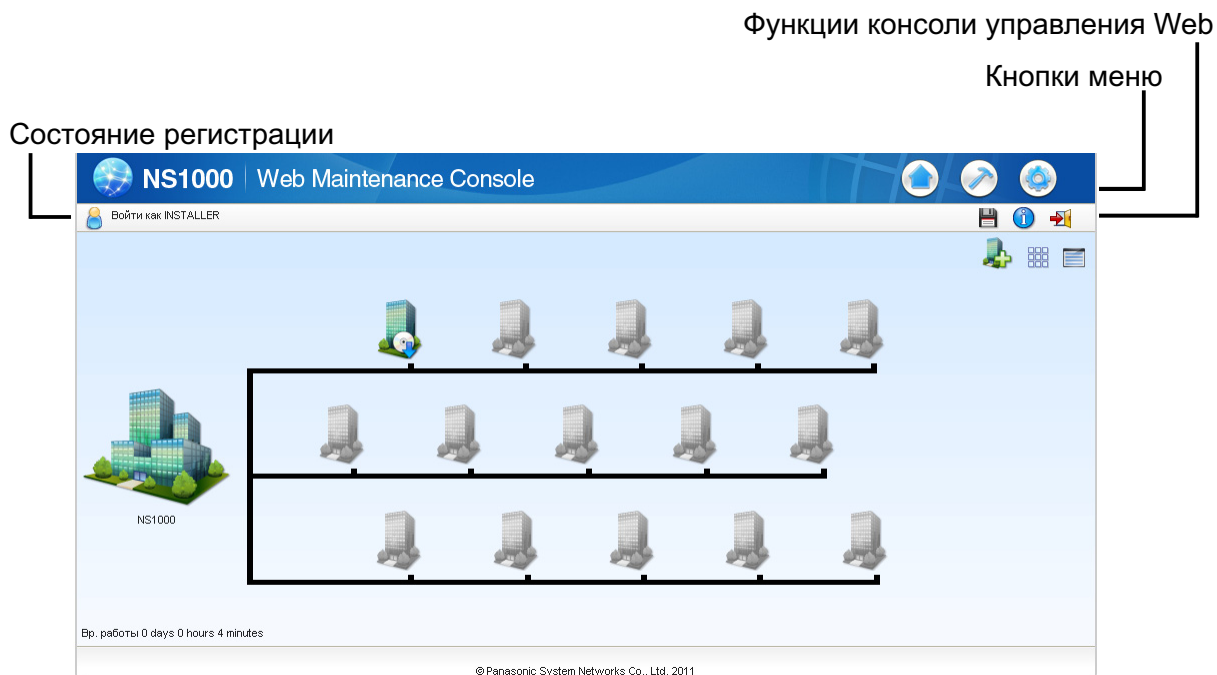 Функции консоли управления Web
Кнопки меню
Состояние регистрации
NS1000 Web Maintenance Console
Войти как INSTALLER
NS1000
Вр. работы 0 days 0 hours 4 minutes
© Panasonic System Networks Co., Ltd. 2011